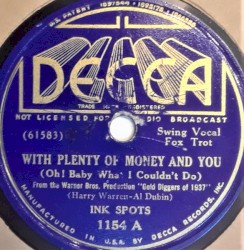 U.S. PATENT
DECCA
TRADE MARK REGISTERED
NOT LICENSED FOR RADIO BROADCAST
(61583)
Swing Vocal
Fox Trot
WITH PLENTY OF MONEY AND YOU
(Oh! Baby What I Couldn't Do)
From the Warner Bros. Production "Gold Diggers of 1937"
(Harry Warren-Al Dubin)
INK SPOTS
1154 A
MANUFACTURED IN U.S.A. BY DECCA RECORDS, INC.